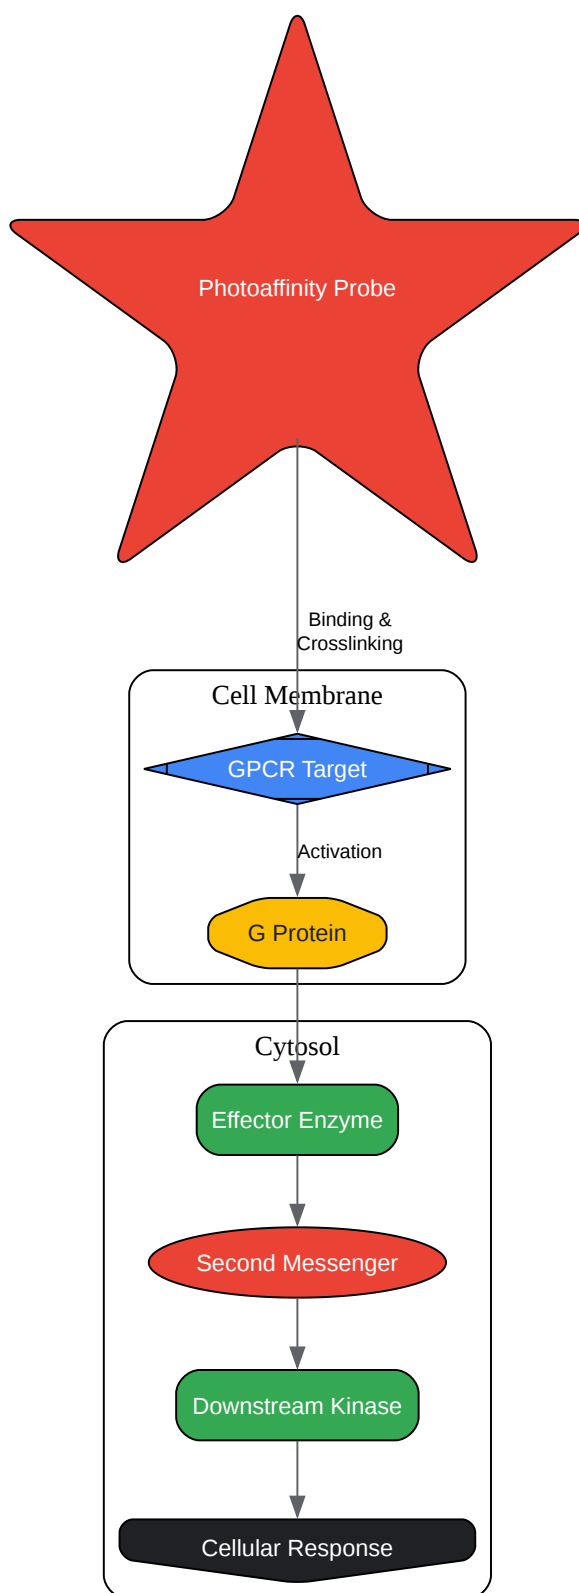 Photoaffinity Probe
Binding &
Crosslinking
Cell Membrane
GPCR Target
Activation
G Protein
Cytosol
Effector Enzyme
Second Messenger
Downstream Kinase
Cellular Response